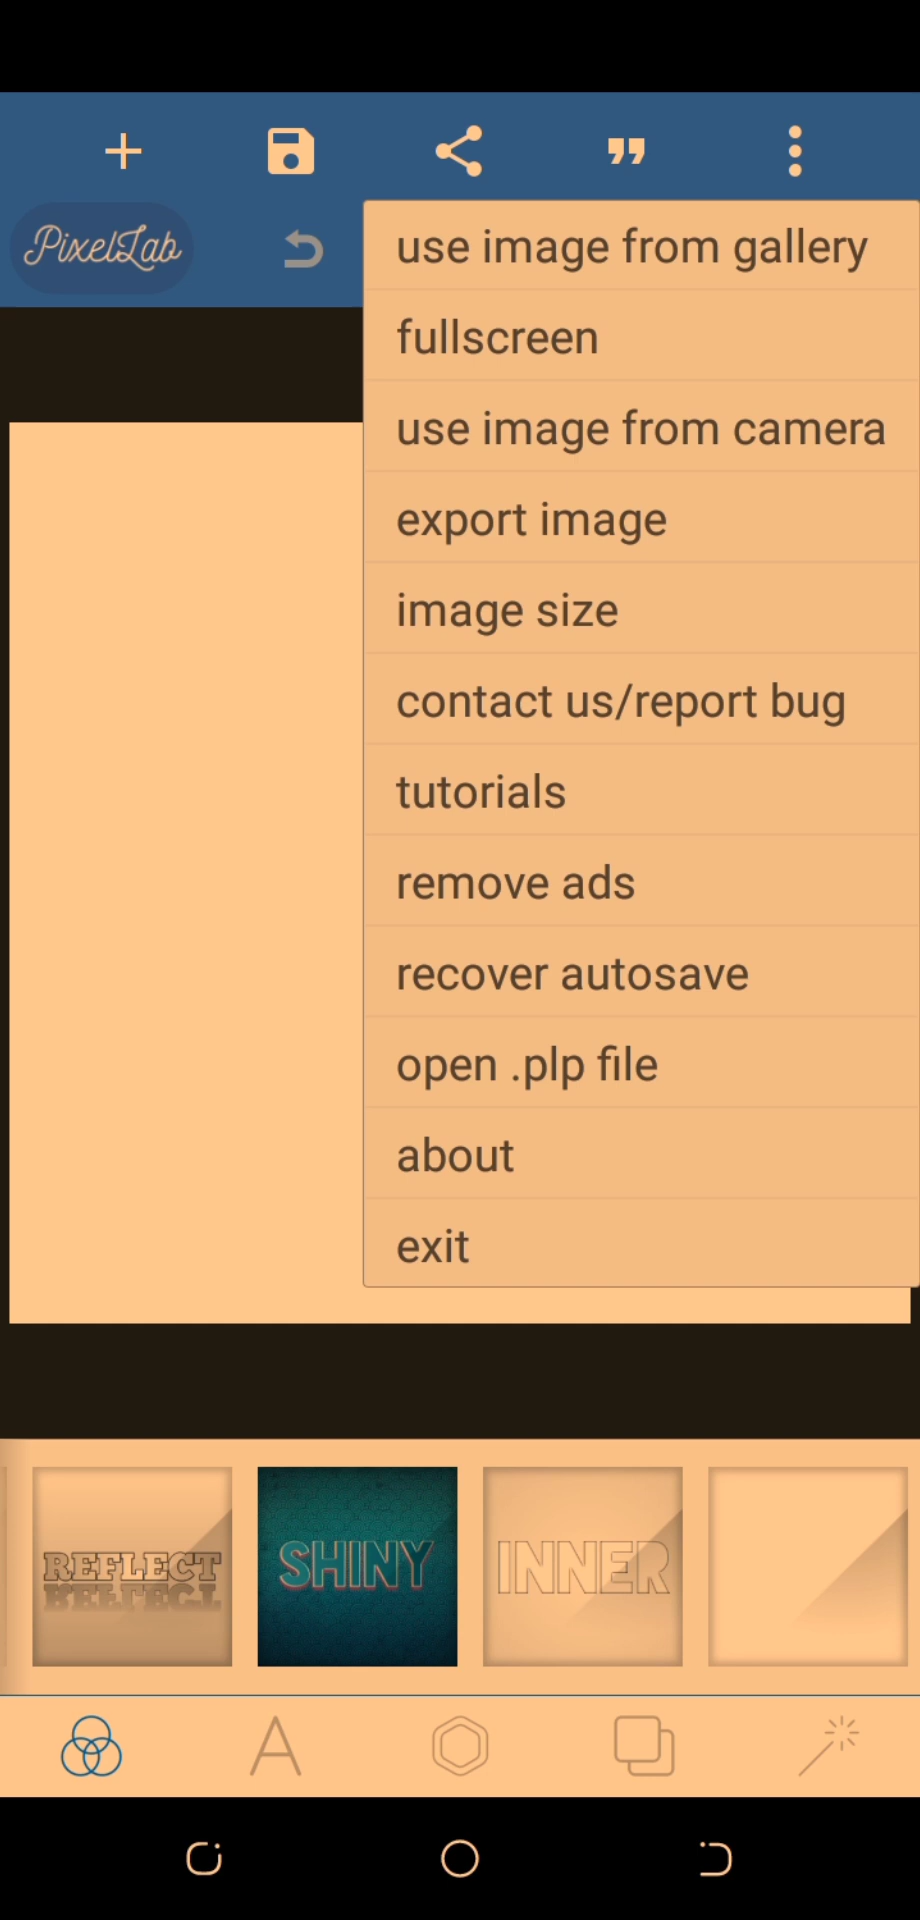 PixelLab
use image from gallery
fullscreen
use image from camera
export image
image size
contact us/report bug
tutorials
remove ads
recover autosave
open .plp file
about
exit
REFLECT
REFLECT
SHINY
INNER
A